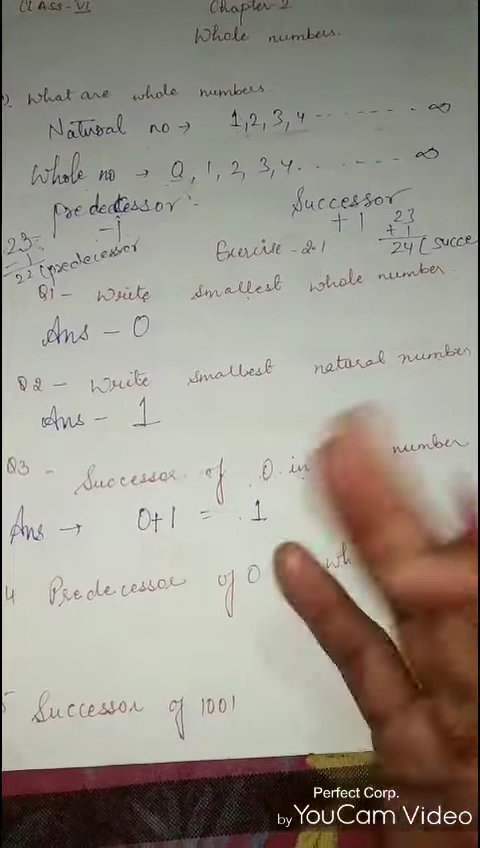 CLASS-VI Chapter-2
Whole numbers.
What are whole numbers
Natural no → 1,2,3,4-------∞
Whole no → 0,1,2,3,4.......∞
Predecessor:- Successor
-1 +1
23 23
-1 +1
22(predecessor 24(succe
Exercise-2.1
Q1- Write smallest whole number
Ans - 0
Q2 - Write smallest natural number
Ans - 1
Q3 - Successor of 0 in number
Ans → 0+1 = 1
4 Predecessor of 0 wh
5 Successor of 1001
Perfect Corp.
by YouCam Video